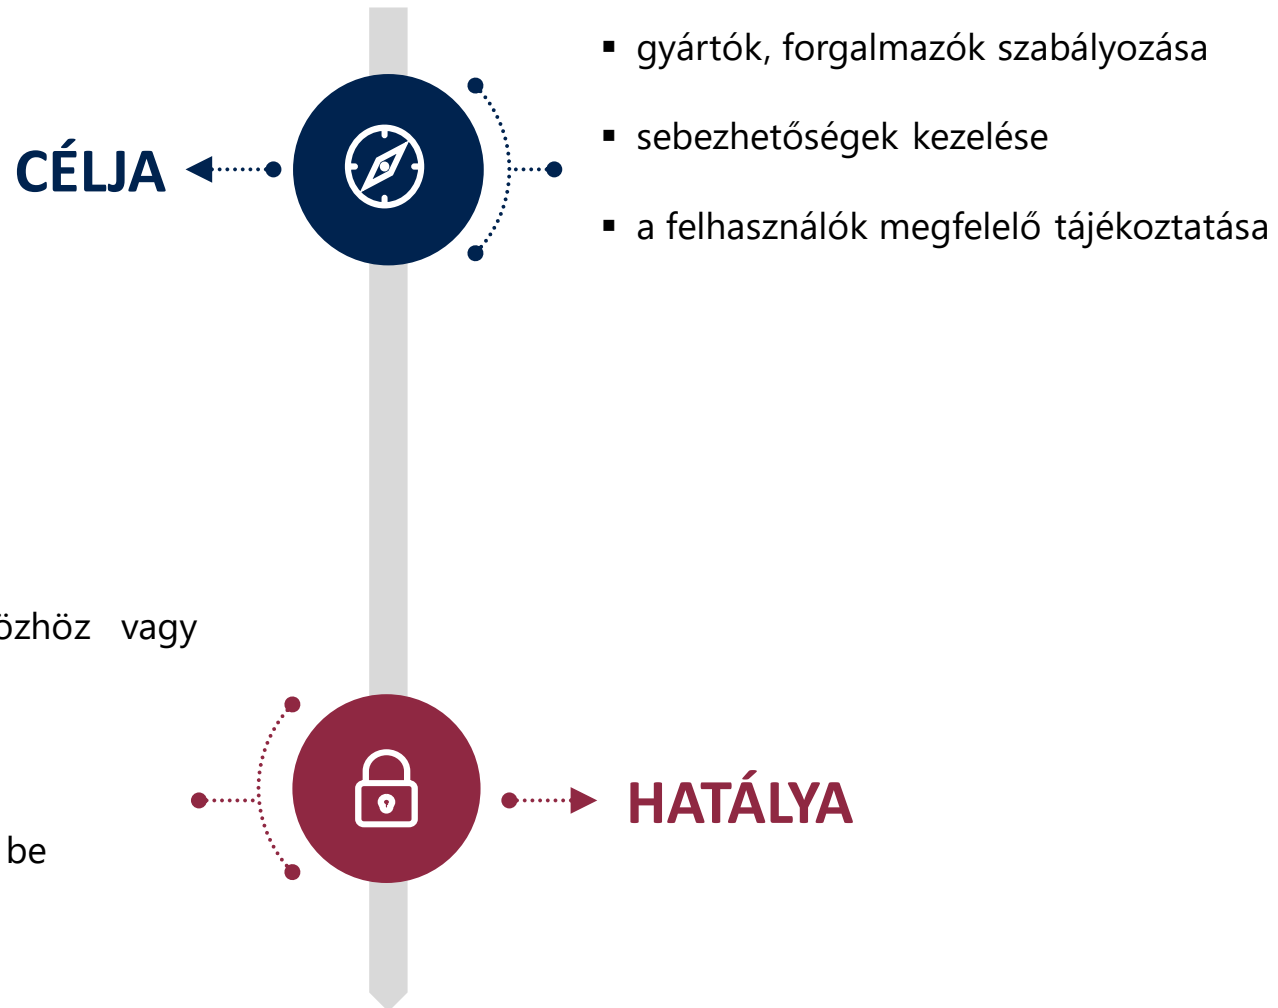 ▪ gyártók, forgalmazók szabályozása
▪ sebezhetőségek kezelése
CÉLJA
▪ a felhasználók megfelelő tájékoztatása
vagy
HATÁLYA
be